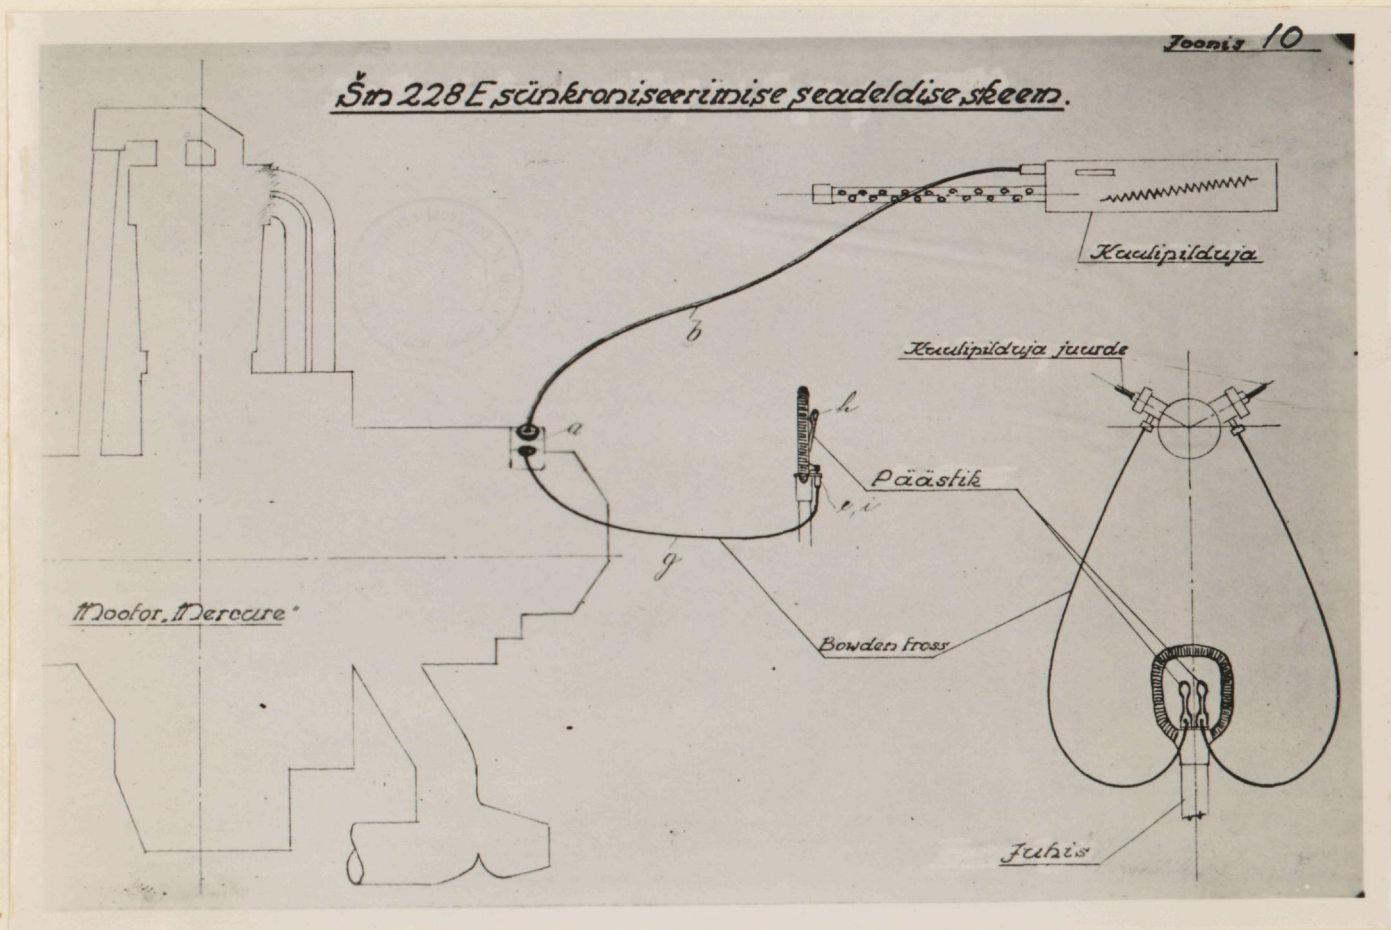 Joonis 10
Šm 228 E sünkroniseerimise seadeldise skeem.
Kuulipilduja
b
Kuulipilduja juurde
h
a
Päästik
e, i
g
Mootor „Mercure"
Bowden tross
Juhis